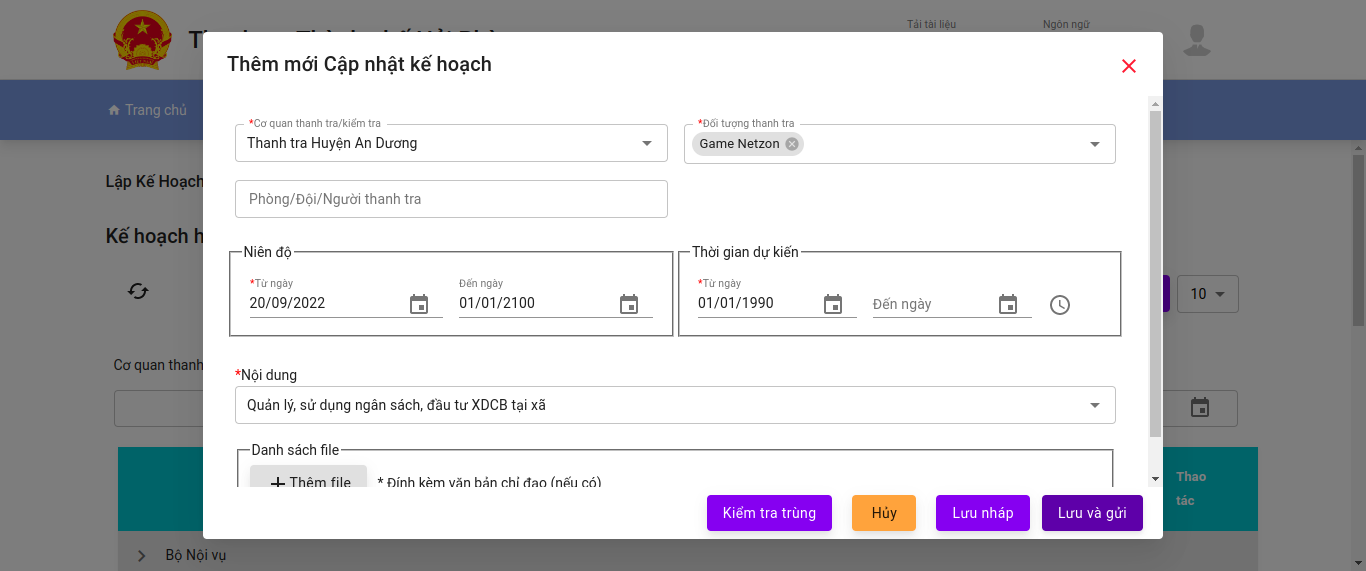 Tải tài liệu
Ngôn ngữ
Thêm mới Cập nhật kế hoạch
Trang chủ
*Cơ quan thanh tra/kiểm tra
*Đối tượng thanh tra
Thanh tra Huyện An Dương
Game Netzon
Lập Kế Hoạch
Phòng/Đội/Người thanh tra
Kế hoạch
Niên độ
Thời gian dự kiến
*Từ ngày
Đến ngày
*Từ ngày
20/09/2022
01/01/2100
01/01/1990
Đến ngày
10
Cơ quan thanh
*Nội dung
Quản lý, sử dụng ngân sách, đầu tư XDCB tại xã
Danh sách file
Thêm file
* Đính kèm văn bản chỉ đạo (nếu có)
Thao
tác
Kiểm tra trùng
Hủy
Lưu nháp
Lưu và gửi
Bộ Nội vụ